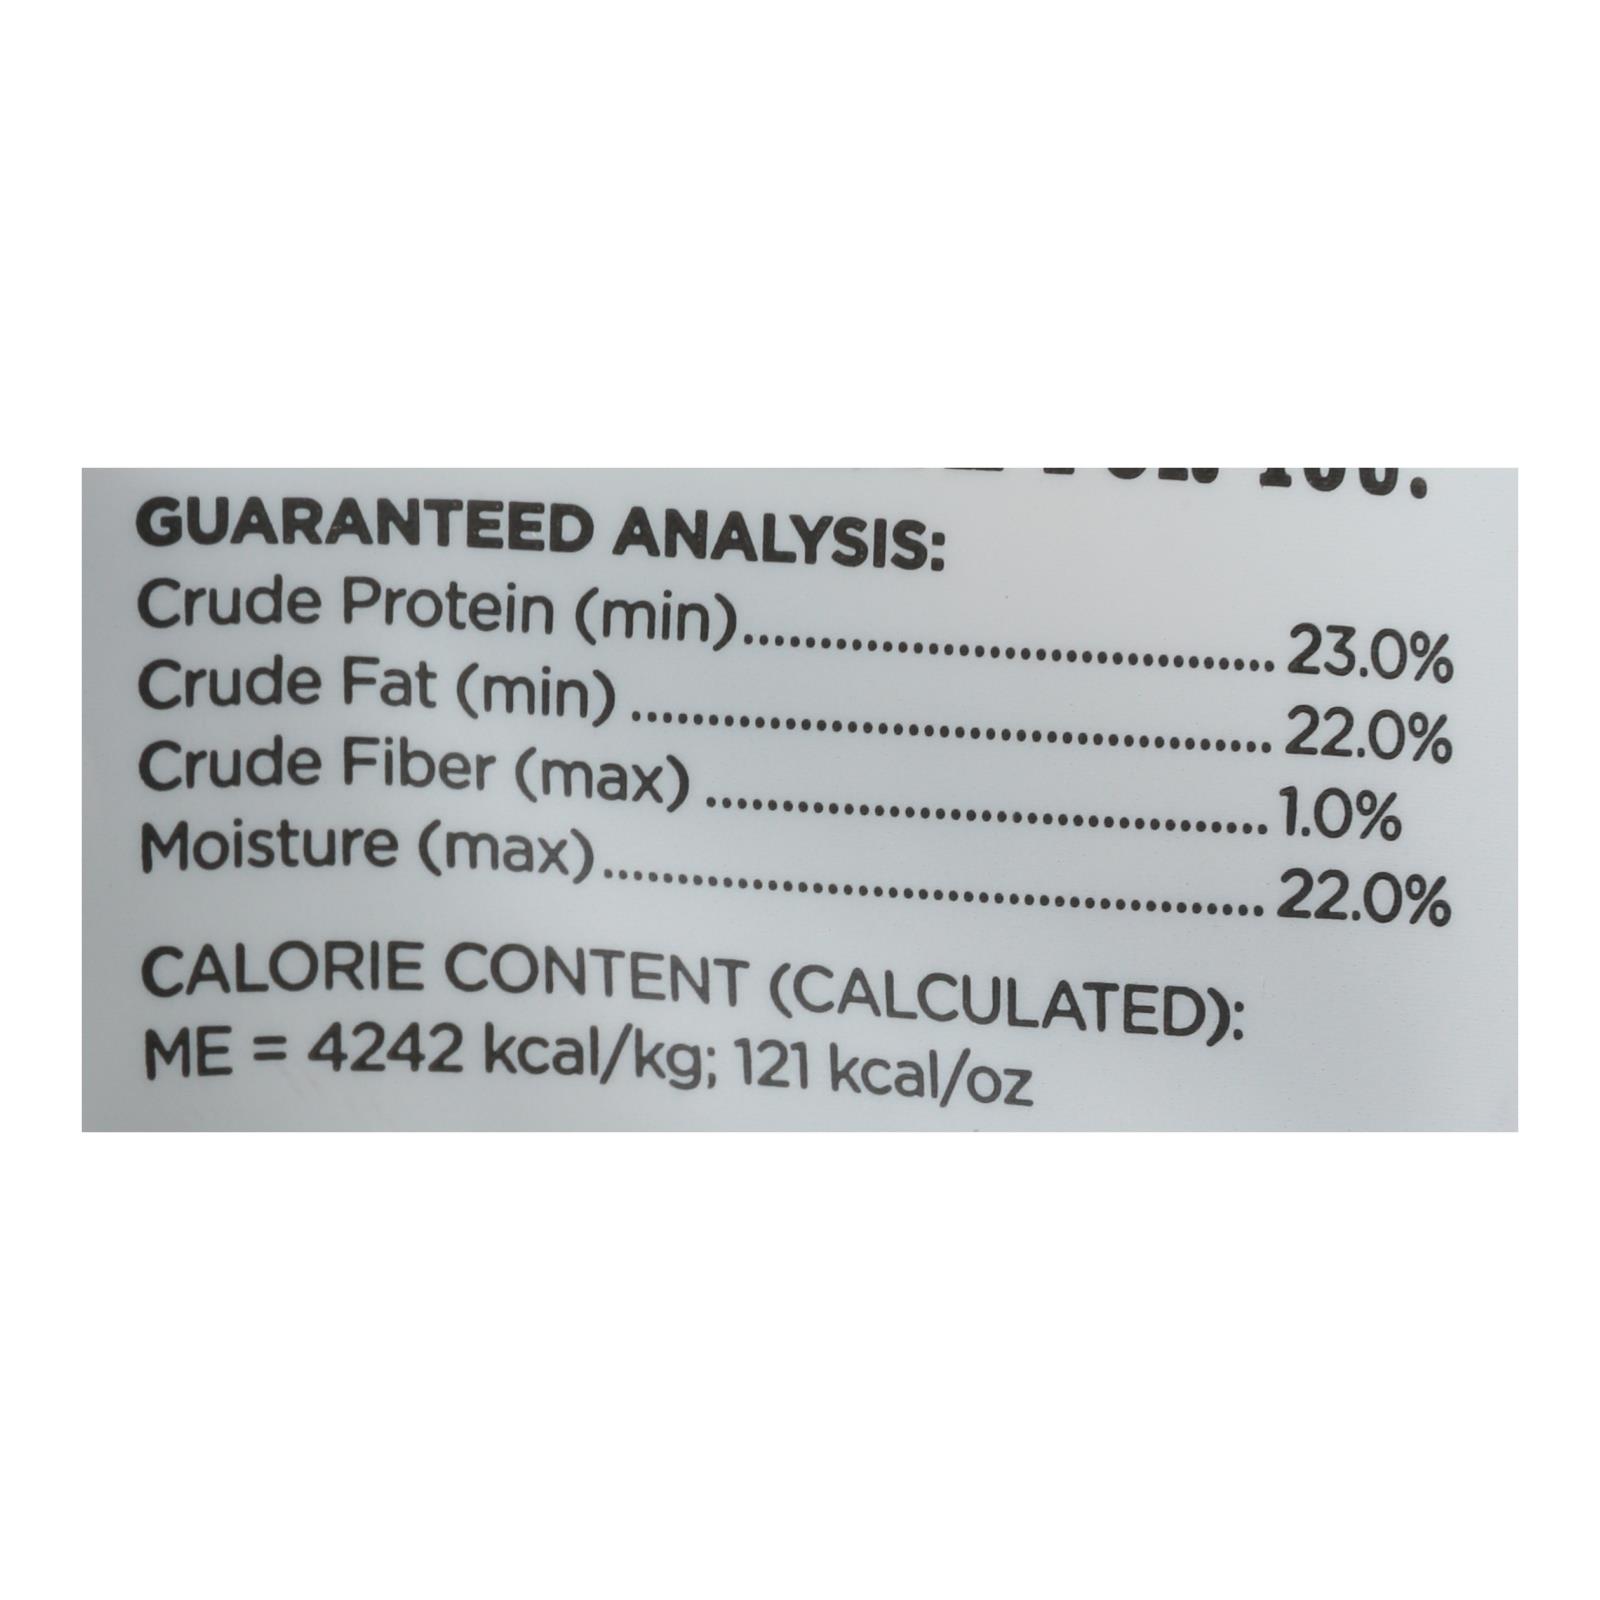 GUARANTEED ANALYSIS:
Crude Protein (min)........................................ 23.0%
Crude Fat (min) ................................................ 22.0%
Crude Fiber (max) .......................................... 1.0%
Moisture (max).................................................. 22.0%
CALORIE CONTENT (CALCULATED):
ME = 4242 kcal/kg; 121 kcal/oz